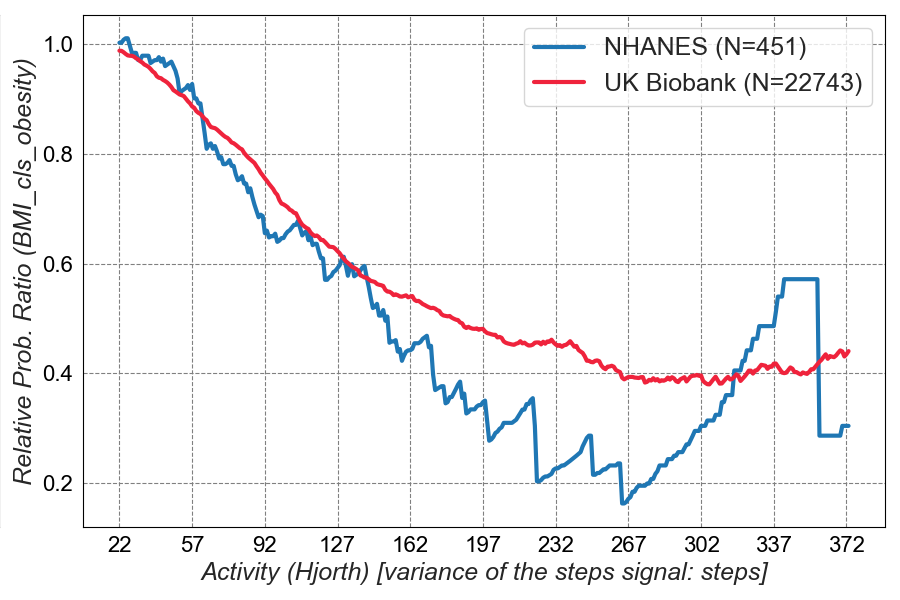 NHANES (N=451)
UK Biobank (N=22743)
Relative Prob. Ratio (BMI_cls_obesity)
1.0
0.8
0.6
0.4
0.2
22 57 92 127 162 197 232 267 302 337 372
Activity (Hjorth) [variance of the steps signal: steps]